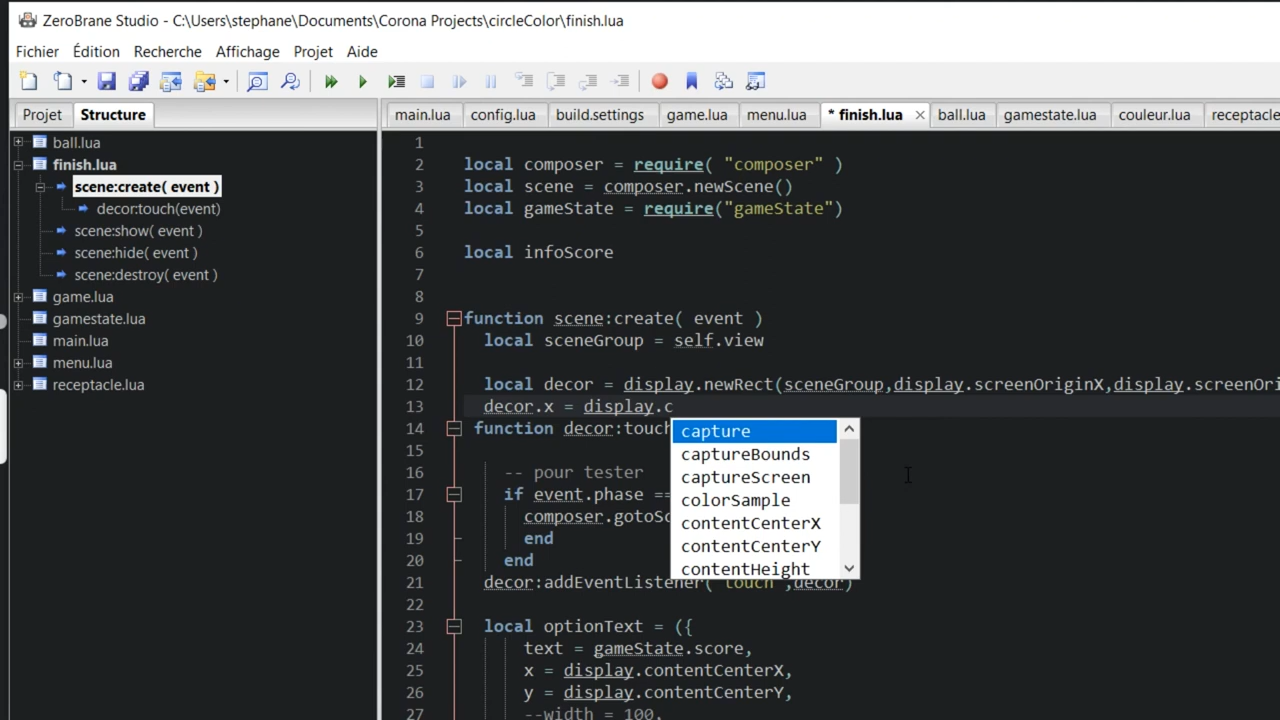 ZeroBrane Studio - C:\Users\stephane\Documents\Corona Projects\circleColor\finish.lua
Fichier Édition Recherche Affichage Projet Aide
Projet Structure
main.lua config.lua build.settings game.lua menu.lua * finish.lua ball.lua gamestate.lua couleur.lua receptacle
ball.lua
finish.lua
scene:create( event )
decor:touch(event)
scene:show( event )
scene:hide( event )
scene:destroy( event )
game.lua
gamestate.lua
main.lua
menu.lua
receptacle.lua
1
2 local composer = require( "composer" )
3 local scene = composer.newScene()
4 local gameState = require("gameState")
5
6 local infoScore
7
8
9 function scene:create( event )
10 local sceneGroup = self.view
11
12 local decor = display.newRect(sceneGroup,display.screenOriginX,display.screenOri
13 decor.x = display.c
14 function decor:touc
15
16 -- pour tester
17 if event.phase ==
18 composer.gotoSc
19 end
20 end
21 decor:addEventListener( touch ,decor)
22
23 local optionText = ({
24 text = gameState.score,
25 x = display.contentCenterX,
26 y = display.contentCenterY,
27 --width = 100,
capture
captureBounds
captureScreen
colorSample
contentCenterX
contentCenterY
contentHeight